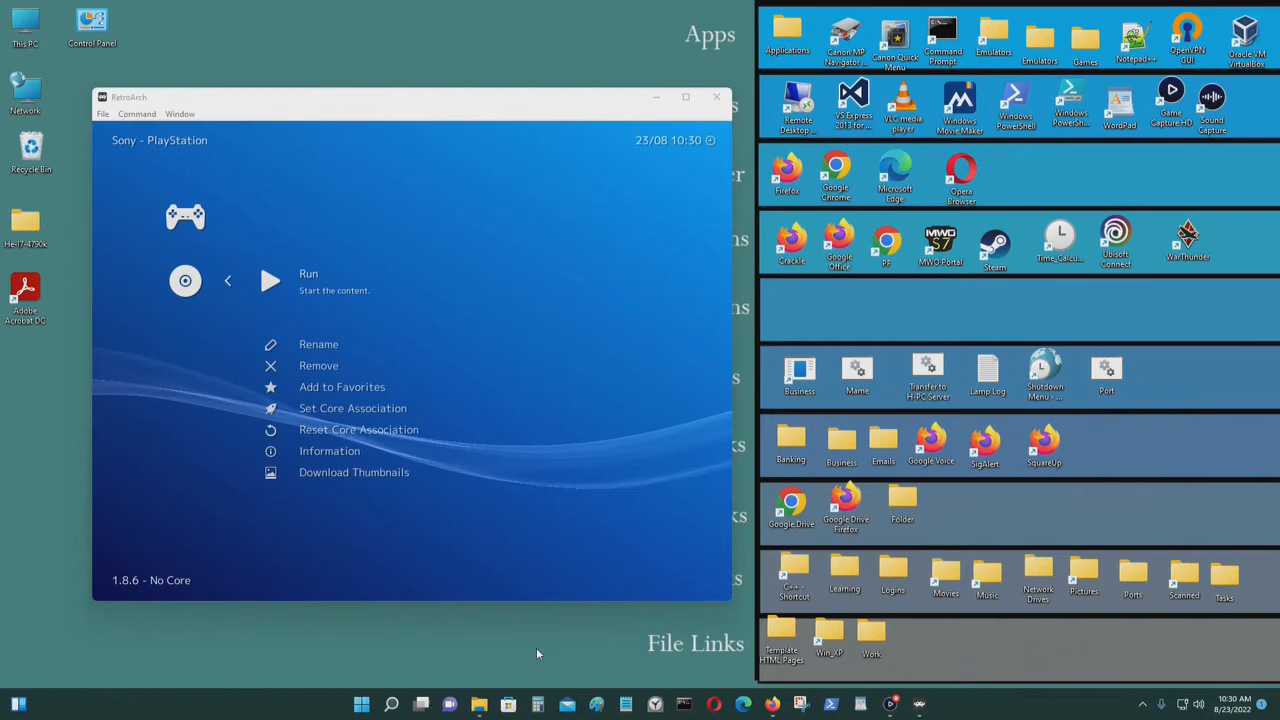 This PC
Control Panel
Network
Recycle Bin
He-I7-4790k
Adobe
Acrobat DC
RetroArch
File Command Window
Sony - PlayStation
23/08 10:30
Run
Start the content.
Rename
Remove
Add to Favorites
Set Core Association
Reset Core Association
Information
Download Thumbnails
1.8.6 - No Core
Apps
File Links
Applications
Canon MP
Navigator ...
Canon Quick
Menu
Command
Prompt
Emulators
Emulators
Games
Notepad++
OpenVPN
GUI
Oracle VM
VirtualBox
Remote
Desktop ...
VS Express
2013 for ...
VLC media
player
Windows
Movie Maker
Windows
PowerShell
Windows
PowerSh...
WordPad
Game
Capture HD
Sound
Capture
Firefox
Google
Chrome
Microsoft
Edge
Opera
Browser
Crackle
Google
Office
PF
MWO
S7
MWO Portal
Steam
Time_Calcu...
Ubisoft
Connect
WarThunder
Business
Mame
Transfer to
H-PC Server
Lamp Log
Shutdown
Menu - ...
Port
Banking
Business
Emails
Google Voice
SigAlert
SquareUp
Google Drive
Google Drive
Firefox
Folder
C++ -
Shortcut
Learning
Logins
Movies
Music
Network
Drives
Pictures
Ports
Scanned
Tasks
Template
HTML Pages
Win_XP
Work
10:30 AM
8/23/2022